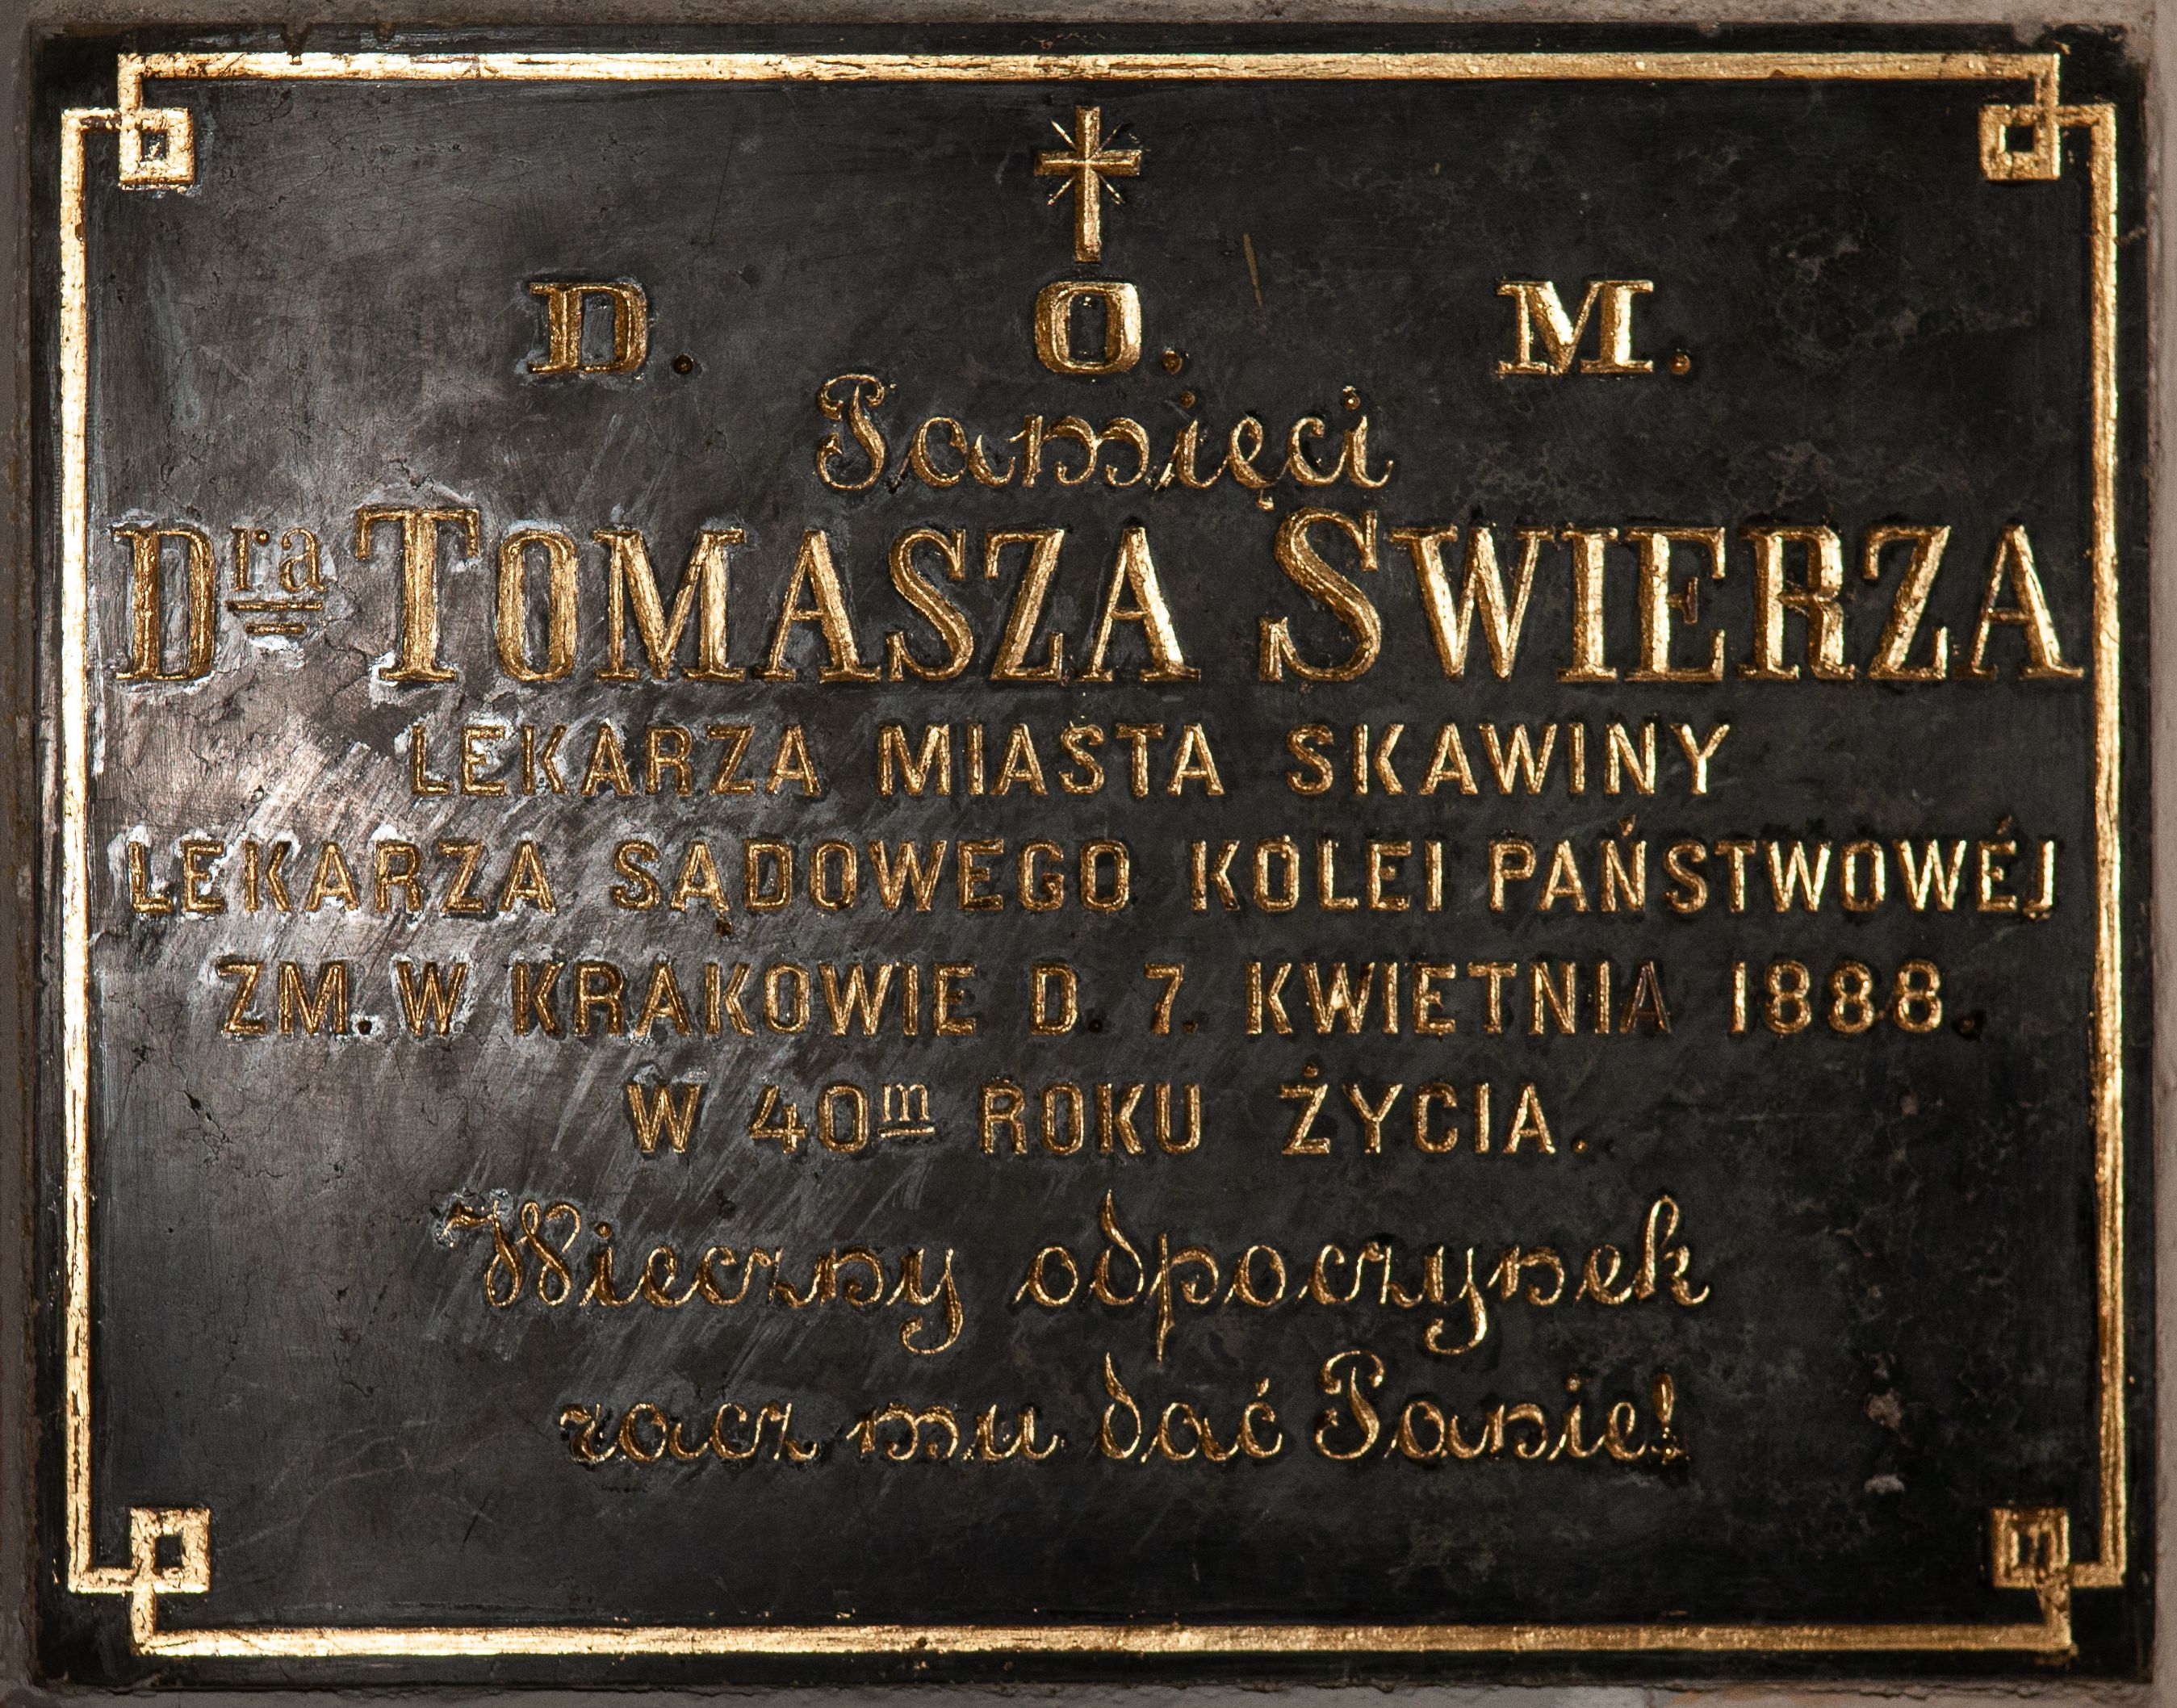 D. O. M.
Pamięci
Dra TOMASZA SWIERZA
LEKARZA MIASTA SKAWINY
LEKARZA SĄDOWEGO KOLEI PAŃSTWOWÉJ
ZM. W KRAKOWIE D. 7. KWIETNIA 1888.
W 40m ROKU ŻYCIA.
Wieczny odpoczynek
racz mu dać Panie!